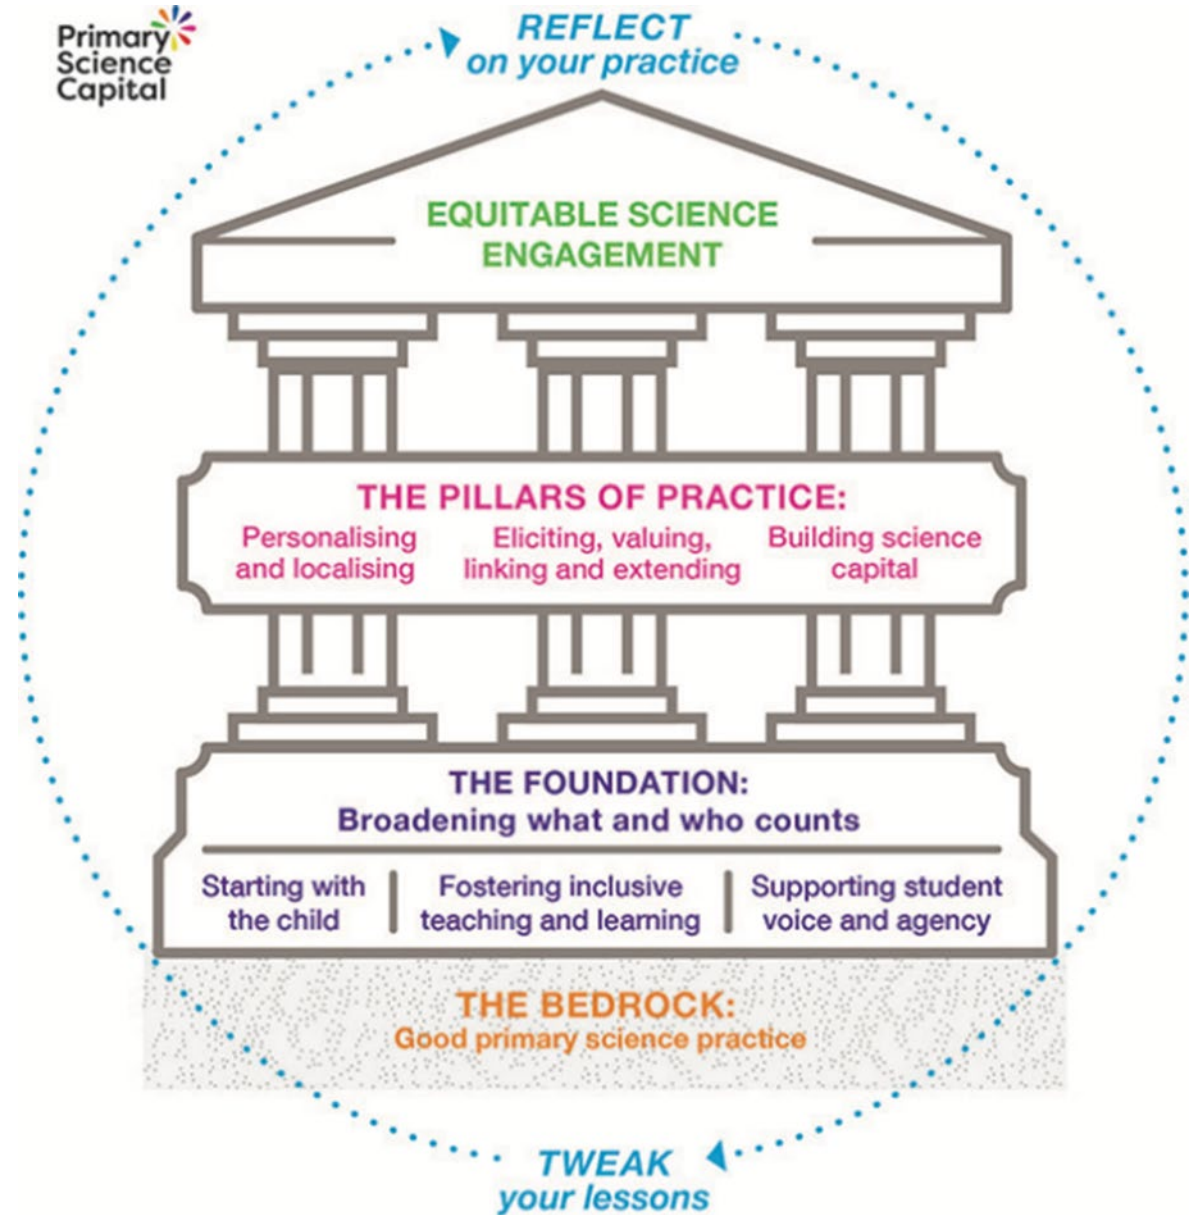 Primary
Science
Capital
REFLECT
on your practice
EQUITABLE SCIENCE
ENGAGEMENT
THE PILLARS OF PRACTICE:
Personalising
and localising
Eliciting, valuing,
linking and extending
Building science
capital
THE FOUNDATION:
Broadening what and who counts
Starting with
the child
Fostering inclusive
teaching and learning
Supporting student
voice and agency
THE BEDROCK:
Good primary science practice
TWEAK
your lessons